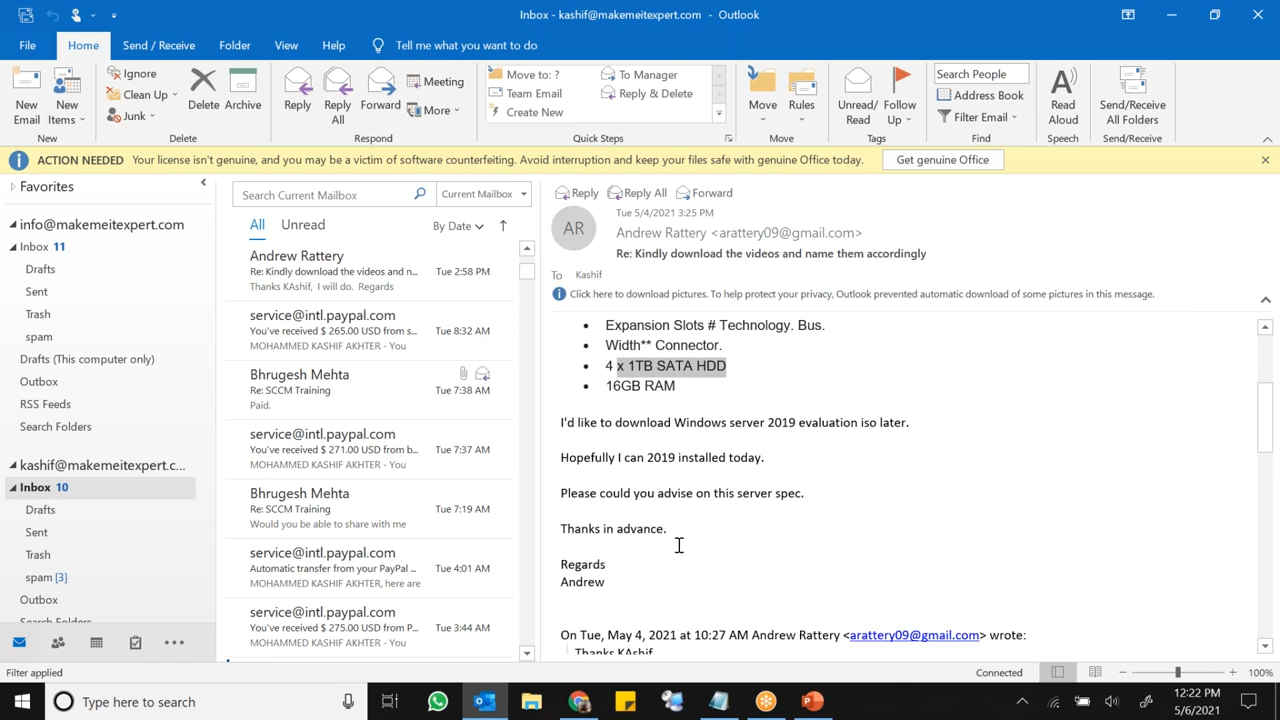 Inbox - kashif@makemeitexpert.com - Outlook
File Home Send / Receive Folder View Help Tell me what you want to do
New Email
New Items
Ignore
Clean Up
Junk
Delete
Archive
Reply
Reply All
Forward
Meeting
More
Move to: ?
Team Email
Create New
To Manager
Reply & Delete
Move
Rules
Unread/ Read
Follow Up
Search People
Address Book
Filter Email
Read Aloud
Send/Receive All Folders
New Delete Respond Quick Steps Move Tags Find Speech Send/Receive
ACTION NEEDED Your license isn't genuine, and you may be a victim of software counterfeiting. Avoid interruption and keep your files safe with genuine Office today. Get genuine Office
Favorites
info@makemeitexpert.com
Inbox 11
Drafts
Sent
Trash
spam
Drafts (This computer only)
Outbox
RSS Feeds
Search Folders
kashif@makemeitexpert.c...
Inbox 10
Drafts
Sent
Trash
spam [3]
Outbox
Search Folders
Search Current Mailbox Current Mailbox
All Unread By Date
Andrew Rattery
Re: Kindly download the videos and n... Tue 2:58 PM
Thanks KAshif, I will do. Regards
service@intl.paypal.com
You've received $ 265.00 USD from s... Tue 8:32 AM
MOHAMMED KASHIF AKHTER - You
Bhrugesh Mehta
Re: SCCM Training Tue 7:38 AM
Paid.
service@intl.paypal.com
You've received $ 271.00 USD from b... Tue 7:37 AM
MOHAMMED KASHIF AKHTER - You
Bhrugesh Mehta
Re: SCCM Training Tue 7:19 AM
Would you be able to share with me
service@intl.paypal.com
Automatic transfer from your PayPal ... Tue 4:01 AM
MOHAMMED KASHIF AKHTER, here are
service@intl.paypal.com
You've received $ 275.00 USD from P... Tue 3:44 AM
MOHAMMED KASHIF AKHTER - You
Reply Reply All Forward
Tue 5/4/2021 3:25 PM
AR
Andrew Rattery <arattery09@gmail.com>
Re: Kindly download the videos and name them accordingly
To Kashif
Click here to download pictures. To help protect your privacy, Outlook prevented automatic download of some pictures in this message.
• Expansion Slots # Technology. Bus.
• Width** Connector.
• 4 x 1TB SATA HDD
• 16GB RAM
I'd like to download Windows server 2019 evaluation iso later.
Hopefully I can 2019 installed today.
Please could you advise on this server spec.
Thanks in advance.
Regards
Andrew
On Tue, May 4, 2021 at 10:27 AM Andrew Rattery <arattery09@gmail.com> wrote:
Thanks KAshif
Filter applied Connected 100%
Type here to search
12:22 PM
5/6/2021